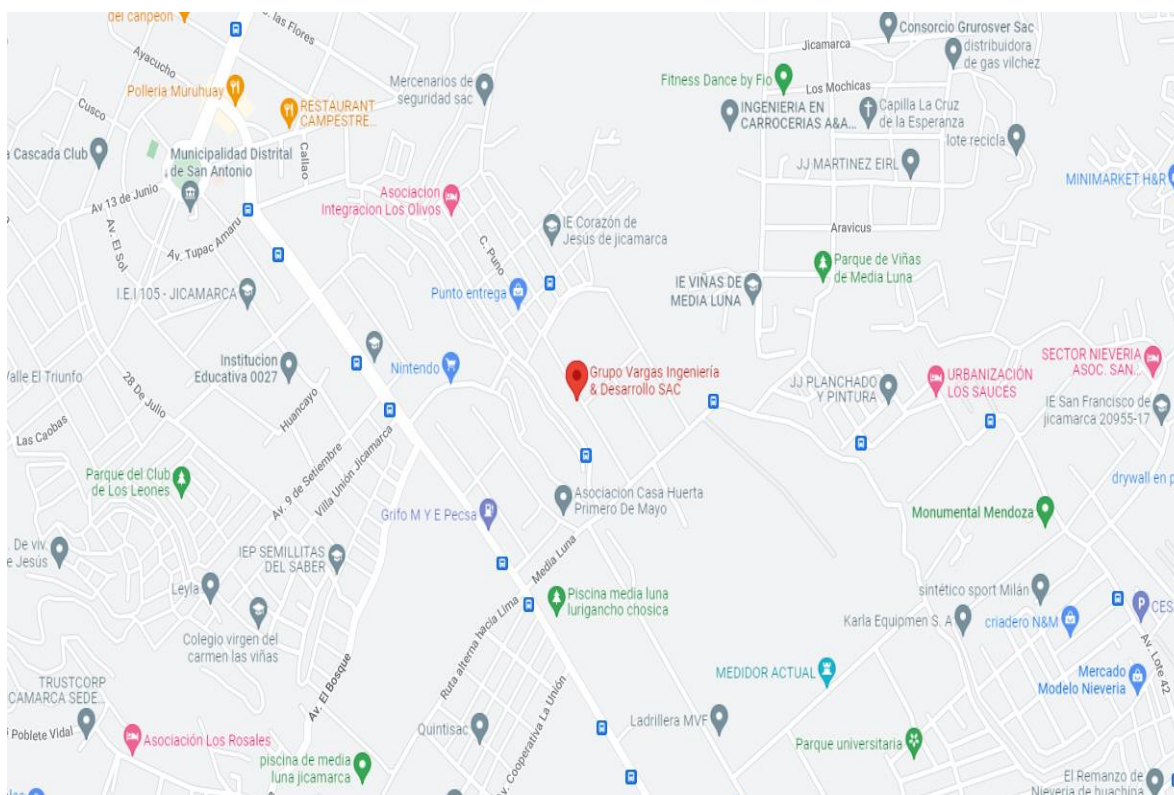 del canpeon
las Flores
Ayacucho
Polleria Muruhuay
Cusco
RESTAURANT
CAMPESTRE...
Mercenarios de
seguridad sac
a Cascada Club
Municipalidad Distrital
de San Antonio
Callao
Av 13 de Junio
Av. El Sol
Av. Tupac Amaru
Asociacion
Integracion Los Olivos
C. Puno
IE Corazón de
Jesús de jicamarca
I.E.I 105 - JICAMARCA
Punto entrega
Consorcio Grurosver Sac
Jicamarca
distribuidora
de gas vilchez
Fitness Dance by Fio
Los Mochicas
INGENIERIA EN
CARROCERIAS A&A...
Capilla La Cruz
de la Esperanza
lote recicla
JJ MARTINEZ EIRL
MINIMARKET H&R
Aravicus
Parque de Viñas
de Media Luna
IE VIÑAS DE
MEDIA LUNA
Valle El Triunfo
28 De Julio
Institucion
Educativa 0027
Huancayo
Nintendo
Grupo Vargas Ingeniería
& Desarrollo SAC
JJ PLANCHADO
Y PINTURA
URBANIZACIÓN
LOS SAUCES
SECTOR NIEVERIA
ASOC. SAN...
IE San Francisco de
jicamarca 20955-17
Las Caobas
Parque del Club
de Los Leones
Av. 9 de Setiembre
Villa Unión Jicamarca
Grifo M Y E Pecsa
Asociacion Casa Huerta
Primero De Mayo
drywall en p
Monumental Mendoza
. De viv.
e Jesús
IEP SEMILLITAS
DEL SABER
Leyla
Colegio virgen del
carmen las viñas
Media Luna
Ruta alterna hacia Lima
Piscina media luna
lurigancho chosica
sintético sport Milán
Karla Equipmen S. A
criadero N&M
CES
Av. Lote 42
Mercado
Modelo Nieveria
MEDIDOR ACTUAL
TRUSTCORP
CAMARCA SEDE...
Poblete Vidal
Av. El Bosque
Asociación Los Rosales
piscina de media
luna jicamarca
Quintisac
Av. Cooperativa La Unión
Ladrillera MVF
Parque universitaria
El Remanzo de
Nieveria de huachipa